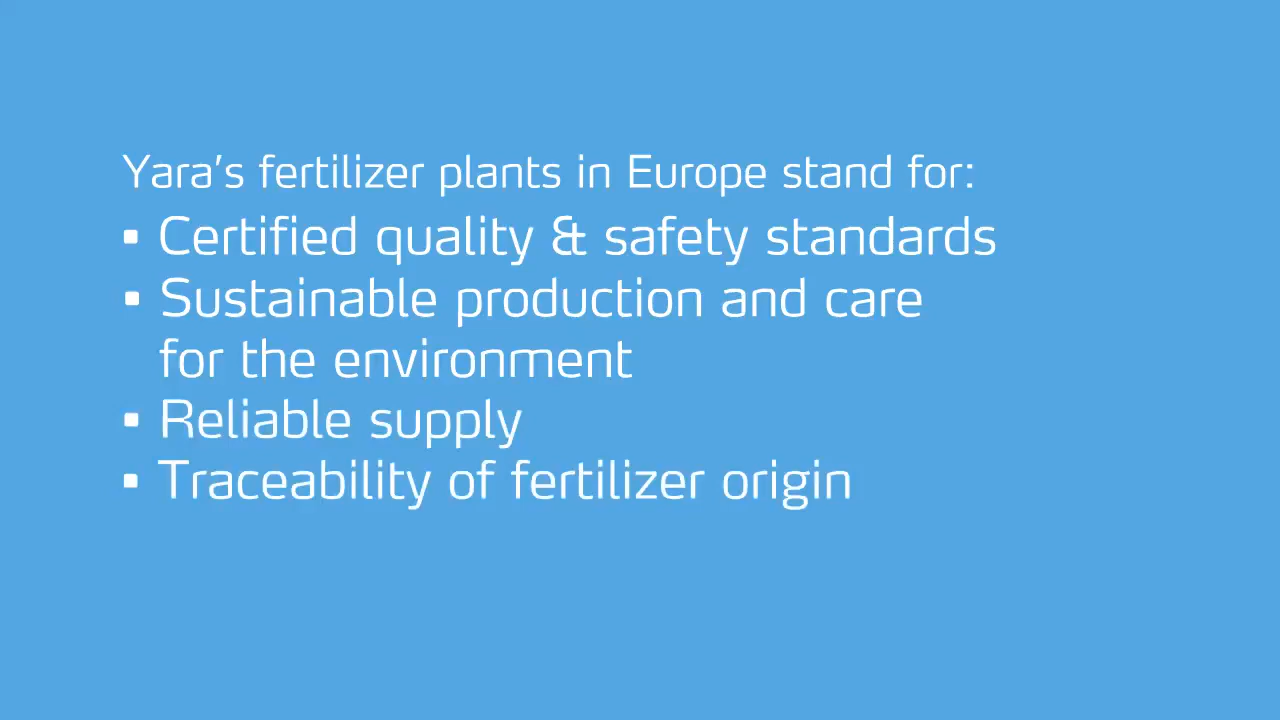 Yara's fertilizer plants in Europe stand for:
▪ Certified quality & safety standards
▪ Sustainable production and care
for the environment
▪ Reliable supply
▪ Traceability of fertilizer origin